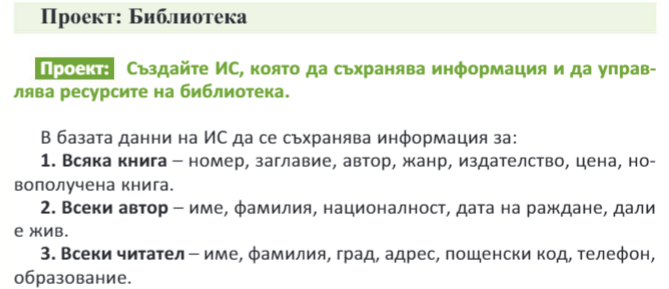 Проект: Библиотека
Проект: Създайте ИС, която да съхранява информация и да управ-
лява ресурсите на библиотека.
В базата данни на ИС да се съхранява информация за:
1. Всяка книга – номер, заглавие, автор, жанр, издателство, цена, но-
вополучена книга.
2. Всеки автор – име, фамилия, националност, дата на раждане, дали
е жив.
3. Всеки читател – име, фамилия, град, адрес, пощенски код, телефон,
образование.